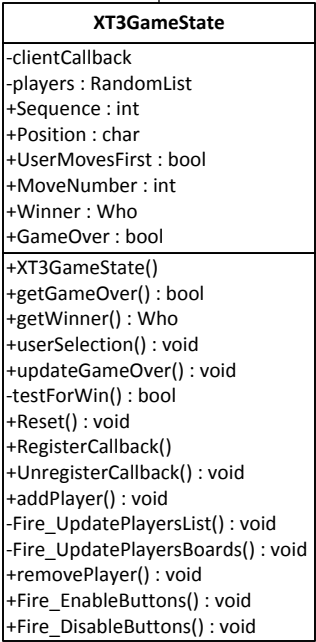 XT3GameState
-clientCallback
-players : RandomList
+Sequence : int
+Position : char
+UserMovesFirst : bool
+MoveNumber : int
+Winner : Who
+GameOver : bool
+XT3GameState()
+getGameOver() : bool
+getWinner() : Who
+userSelection() : void
+updateGameOver() : void
-testForWin() : bool
+Reset() : void
+RegisterCallback()
+UnregisterCallback() : void
+addPlayer() : void
-Fire_UpdatePlayersList() : void
-Fire_UpdatePlayersBoards() : void
+removePlayer() : void
+Fire_EnableButtons() : void
+Fire_DisableButtons() : void